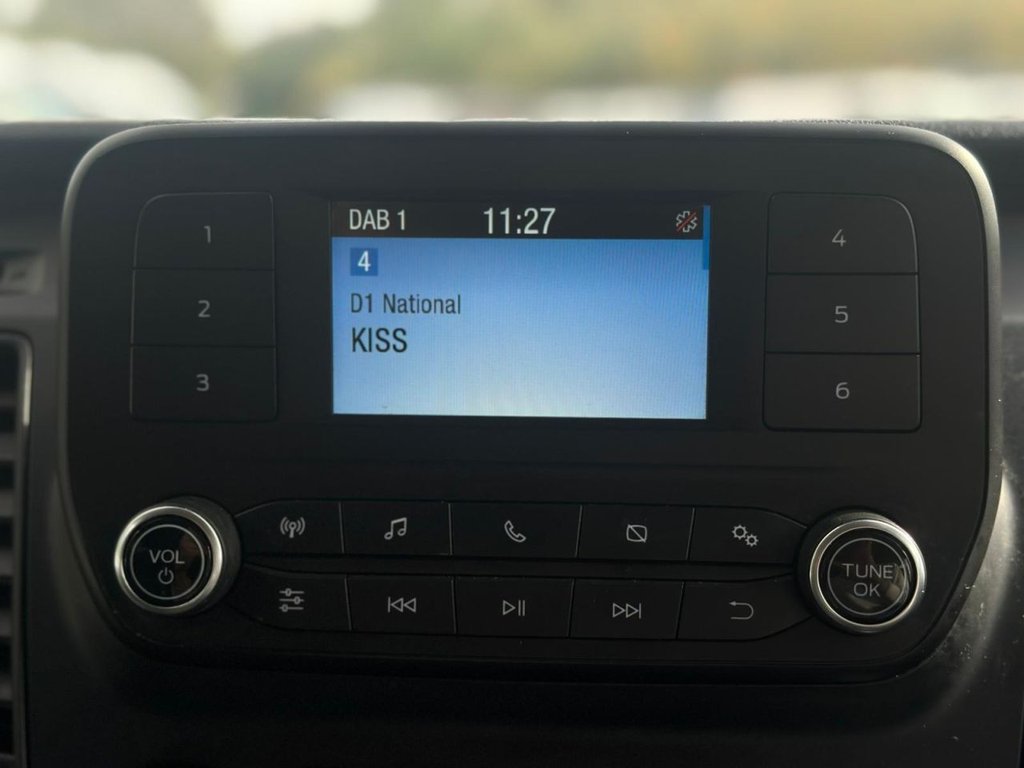 DAB 1 11:27
4
D1 National
KISS
1
2
3
4
5
6
VOL
TUNE
OK